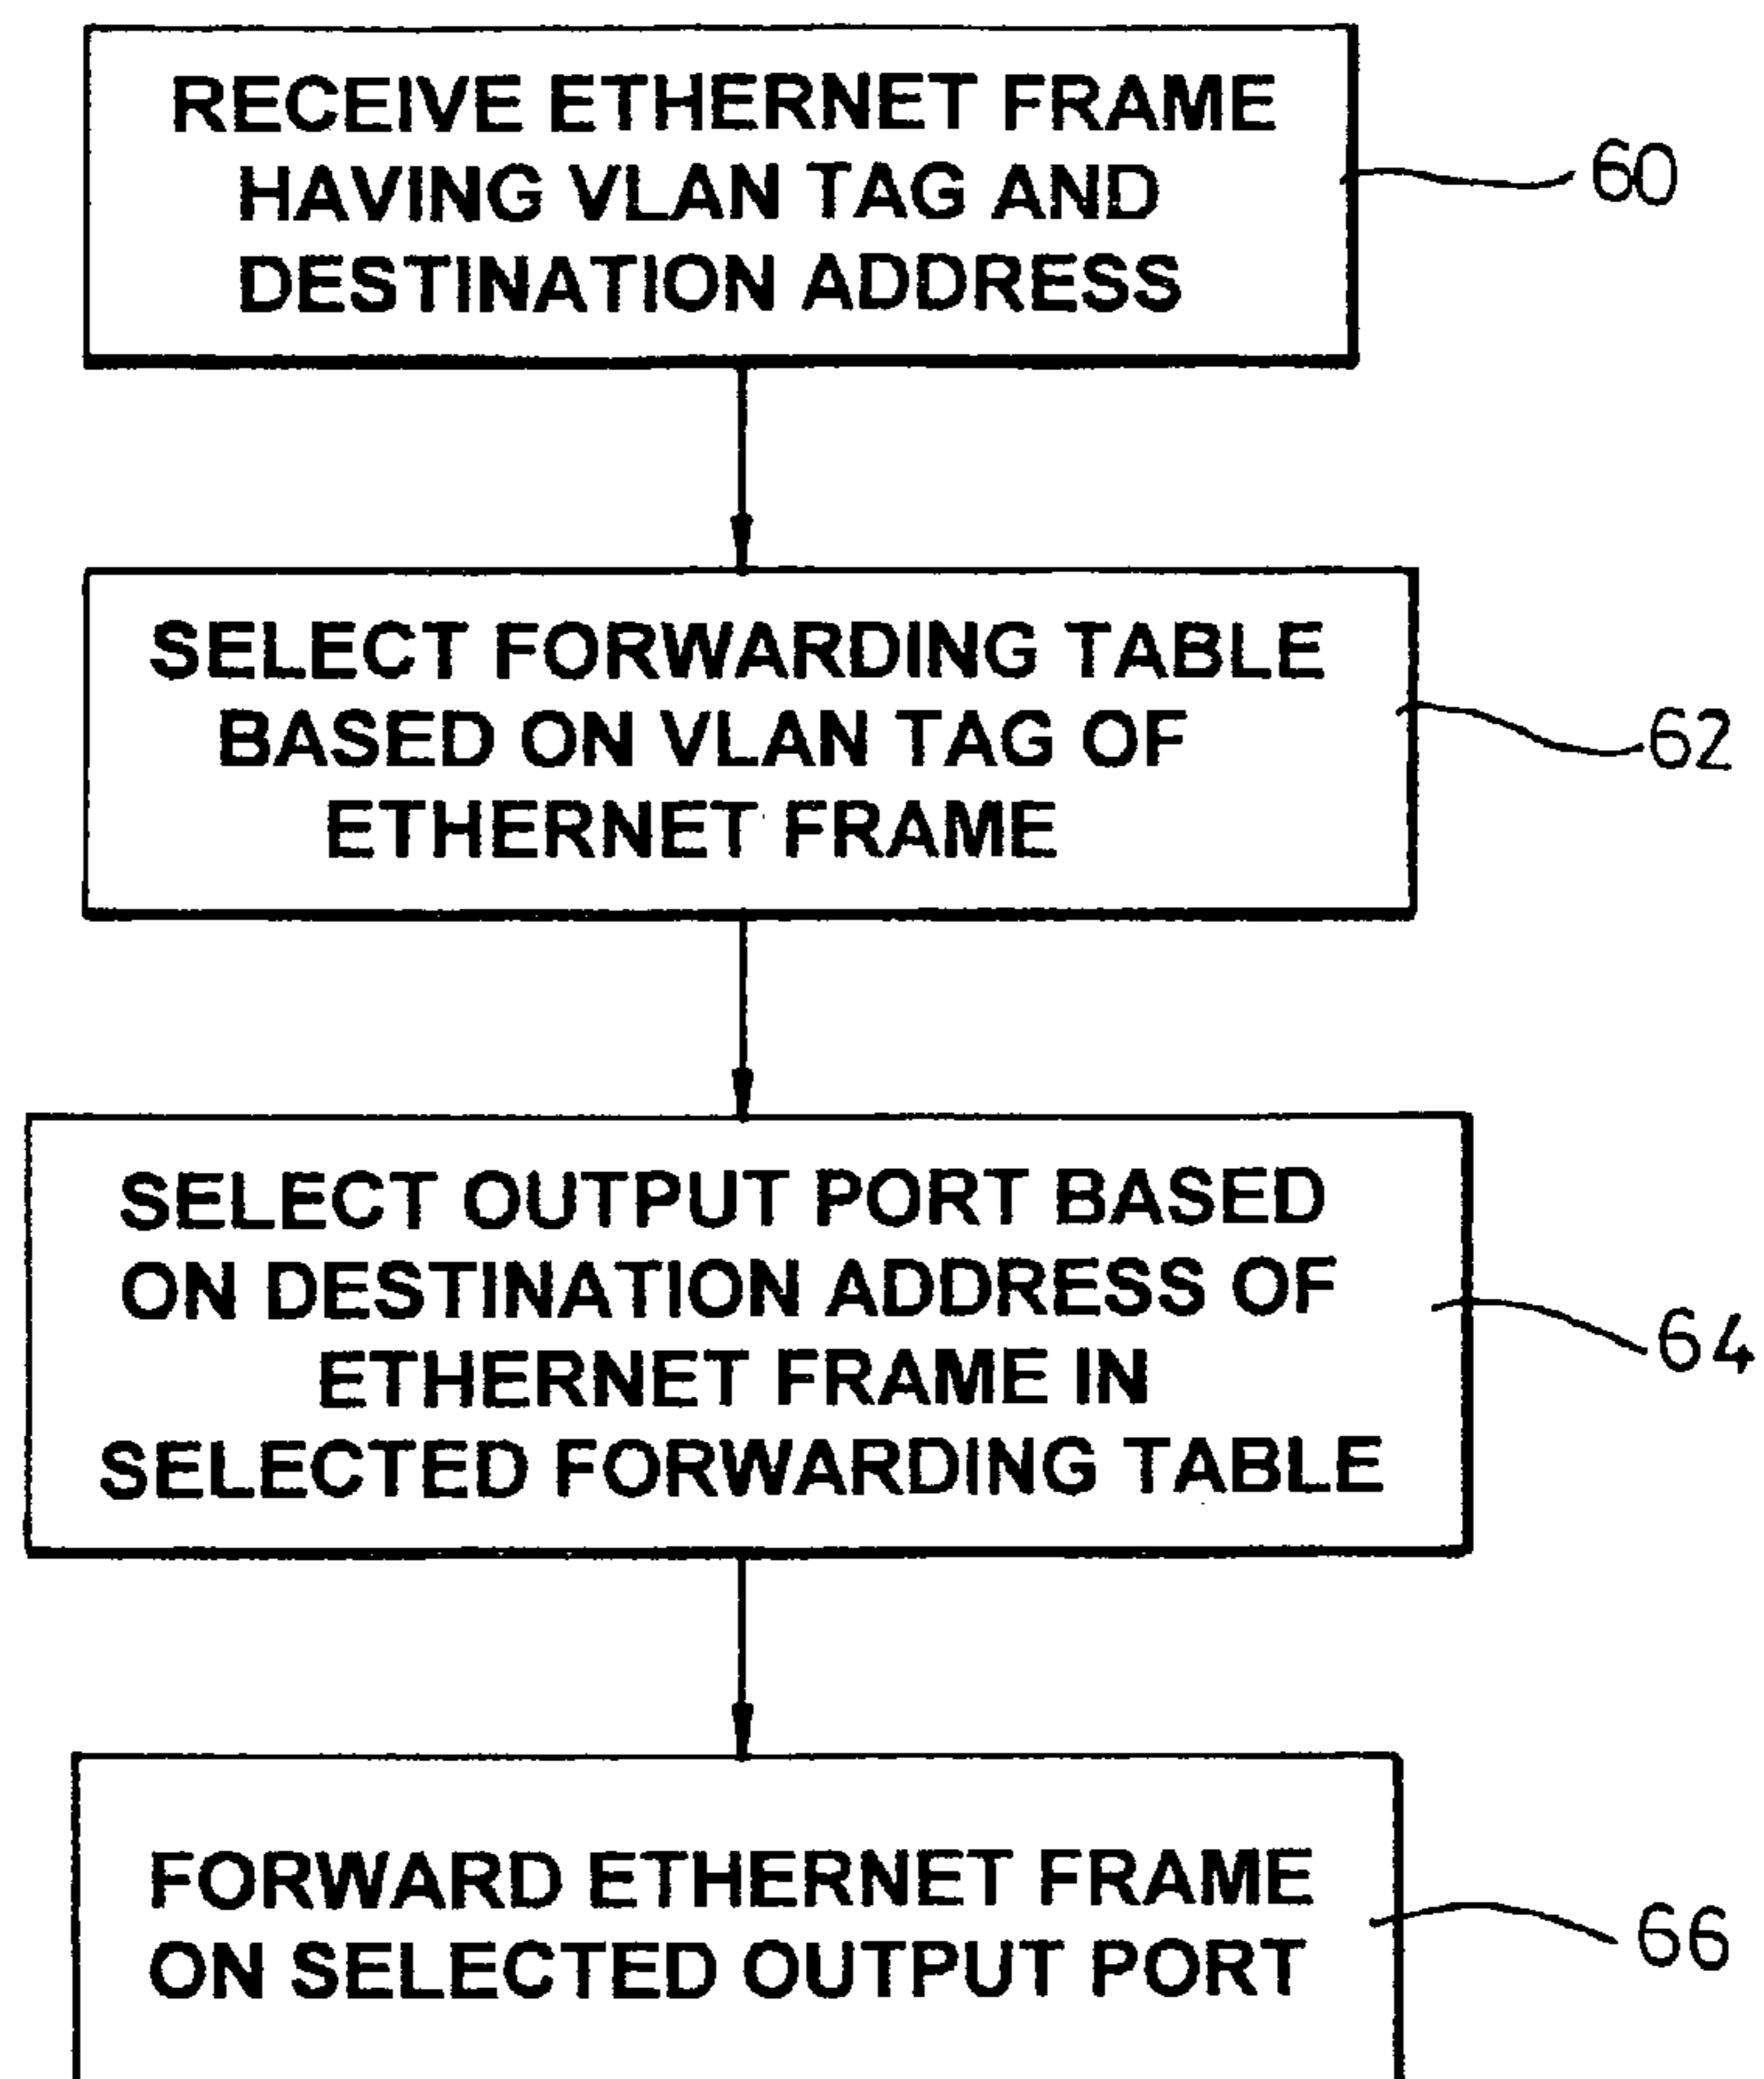 RECEIVE ETHERNET FRAME
HAVING VLAN TAG AND
DESTINATION ADDRESS
60
SELECT FORWARDING TABLE
BASED ON VLAN TAG OF
ETHERNET FRAME
62
SELECT OUTPUT PORT BASED
ON DESTINATION ADDRESS OF
ETHERNET FRAME IN
SELECTED FORWARDING TABLE
64
FORWARD ETHERNET FRAME
ON SELECTED OUTPUT PORT
66